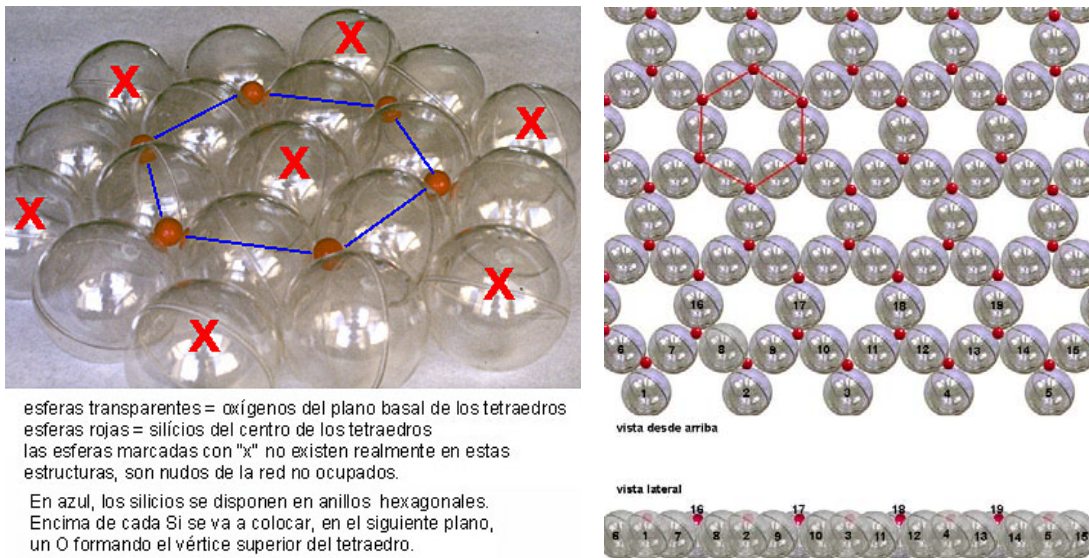 X
X
X
X
X
X
X
esferas transparentes = oxígenos del plano basal de los tetraedros
esferas rojas = silícios del centro de los tetraedros
las esferas marcadas con "x" no existen realmente en estas
estructuras, son nudos de la red no ocupados.
En azul, los silicios se disponen en anillos hexagonales.
Encima de cada Si se va a colocar, en el siguiente plano,
un O formando el vértice superior del tetraedro.
16 17 18 19
6 7 8 9 10 11 12 13 14 15
1 2 3 4 5
vista desde arriba
vista lateral
16 17 18 19
6 1 7 8 2 9 10 3 11 12 4 13 14 5 15